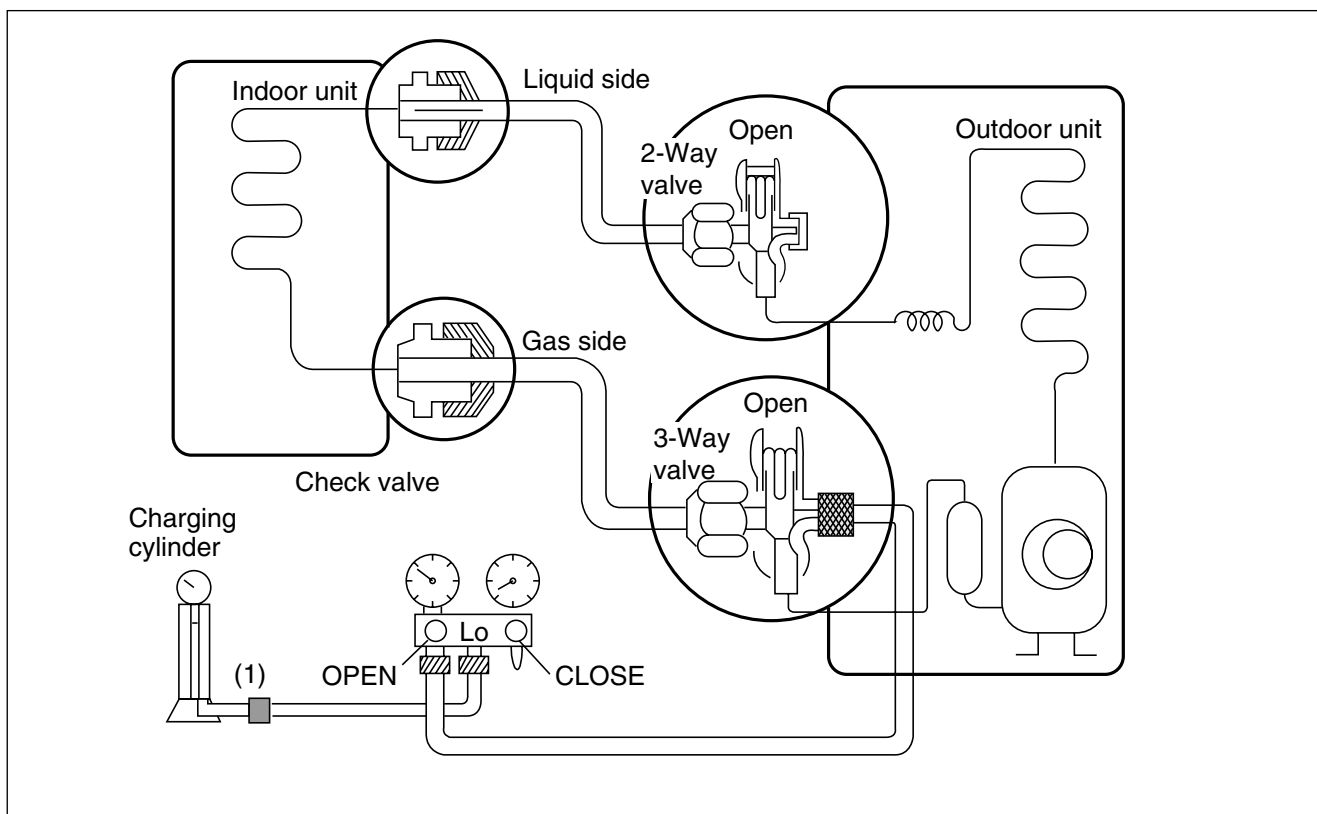 Indoor unit
Liquid side
2-Way
valve
Open
Outdoor unit
Gas side
3-Way
valve
Open
Check valve
Charging
cylinder
Lo
(1)
OPEN
CLOSE